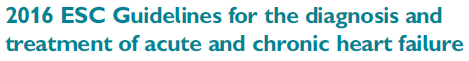 2016 ESC Guidelines for the diagnosis and
treatment of acute and chronic heart failure